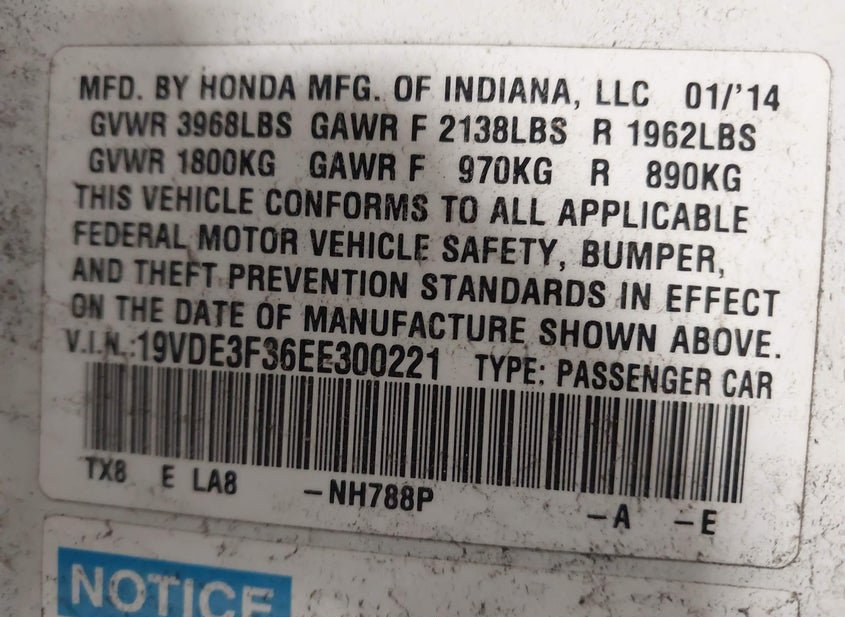 MFD. BY HONDA MFG. OF INDIANA, LLC 01/'14
GVWR 3968LBS GAWR F 2138LBS R 1962LBS
GVWR 1800KG GAWR F 970KG R 890KG
THIS VEHICLE CONFORMS TO ALL APPLICABLE
FEDERAL MOTOR VEHICLE SAFETY, BUMPER,
AND THEFT PREVENTION STANDARDS IN EFFECT
ON THE DATE OF MANUFACTURE SHOWN ABOVE.
V.I.N.:19VDE3F36EE300221 TYPE: PASSENGER CAR
TX8 E LA8 -NH788P -A -E
NOTICE